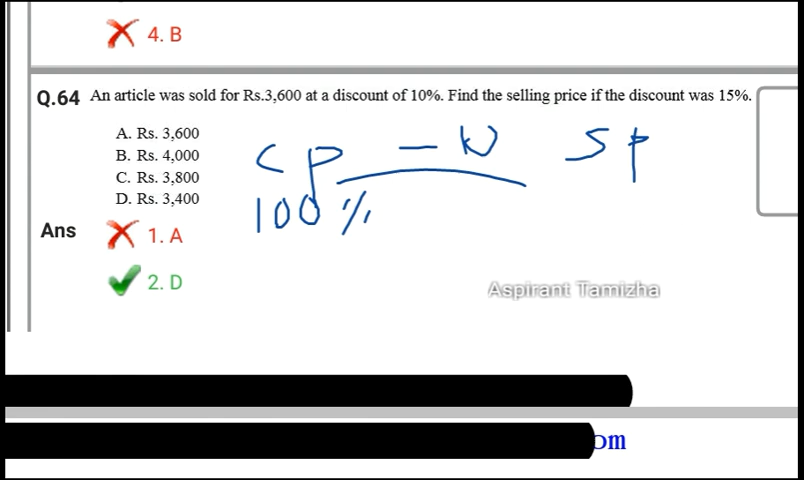 4. B
Q.64 An article was sold for Rs.3,600 at a discount of 10%. Find the selling price if the discount was 15%.
A. Rs. 3,600
B. Rs. 4,000
C. Rs. 3,800
D. Rs. 3,400
CP — SP
100 %
Ans
1. A
2. D
Aspirant Tamizha
om